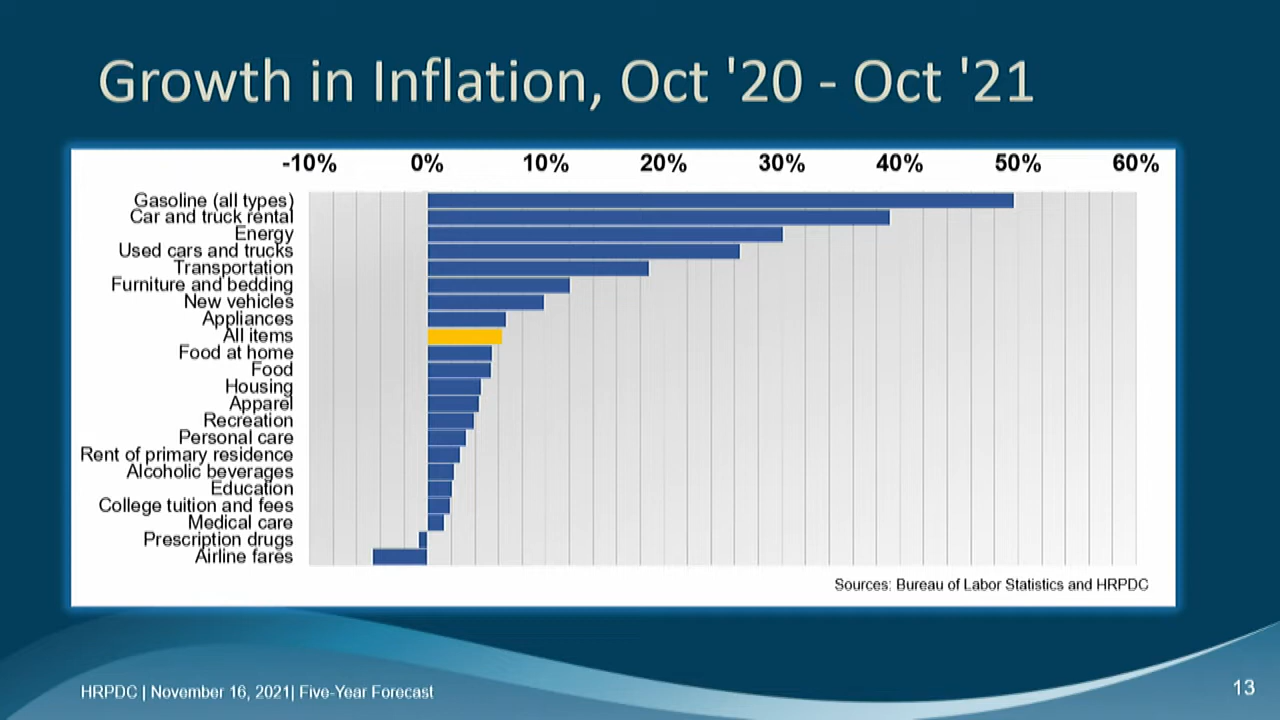 Growth in Inflation, Oct '20 - Oct '21
-10% 0% 10% 20% 30% 40% 50% 60%
Gasoline (all types)
Car and truck rental
Energy
Used cars and trucks
Transportation
Furniture and bedding
New vehicles
Appliances
All items
Food at home
Food
Housing
Apparel
Recreation
Personal care
Rent of primary residence
Alcoholic beverages
Education
College tuition and fees
Medical care
Prescription drugs
Airline fares
Sources: Bureau of Labor Statistics and HRPDC
HRPDC | November 16, 2021| Five-Year Forecast
13